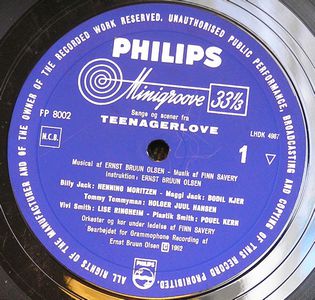 ALL RIGHTS OF THE MANUFACTURER AND OF THE OWNER OF THE RECORDED WORK RESERVED. UNAUTHORISED PUBLIC PERFORMANCE, BROADCASTING AND COPYING OF THIS RECORD PROHIBITED
PHILIPS
Minigroove 33 1/3
FP 8002
Sange og scener fra
TEENAGERLOVE
LHDK 4967
N.C.B.
1
Musical af ERNST BRUUN OLSEN - Musik af FINN SAVERY
Instruktion: ERNST BRUUN OLSEN
Billy Jack: HENNING MORITZEN - Maggi Jack: BODIL KJER
Tommy Tommyman: HOLGER JUUL HANSEN
Vivi Smith: LISE RINGHEIM - Plastik Smith: POUEL KERN
Orkester og kor under ledelse af FINN SAVERY
Bearbejdet for Grammophone Recording af
Ernst Bruun Olsen 1962
PHILIPS